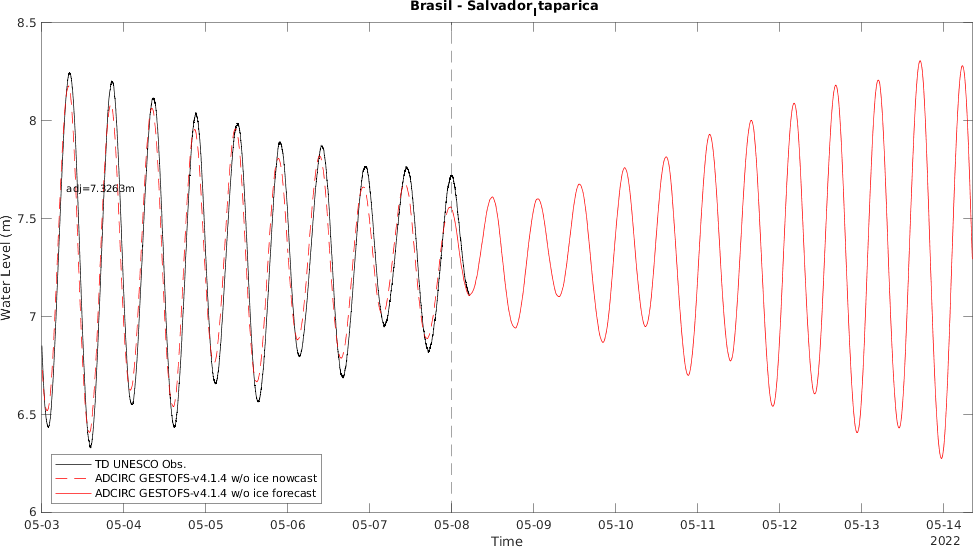 Brasil - Salvador_Itaparica
8.5
8
7.5
7
6.5
6
Water Level (m)
adj=7.3263m
TD UNESCO Obs.
ADCIRC GESTOFS-v4.1.4 w/o ice nowcast
ADCIRC GESTOFS-v4.1.4 w/o ice forecast
05-03 05-04 05-05 05-06 05-07 05-08 05-09 05-10 05-11 05-12 05-13 05-14
Time 2022